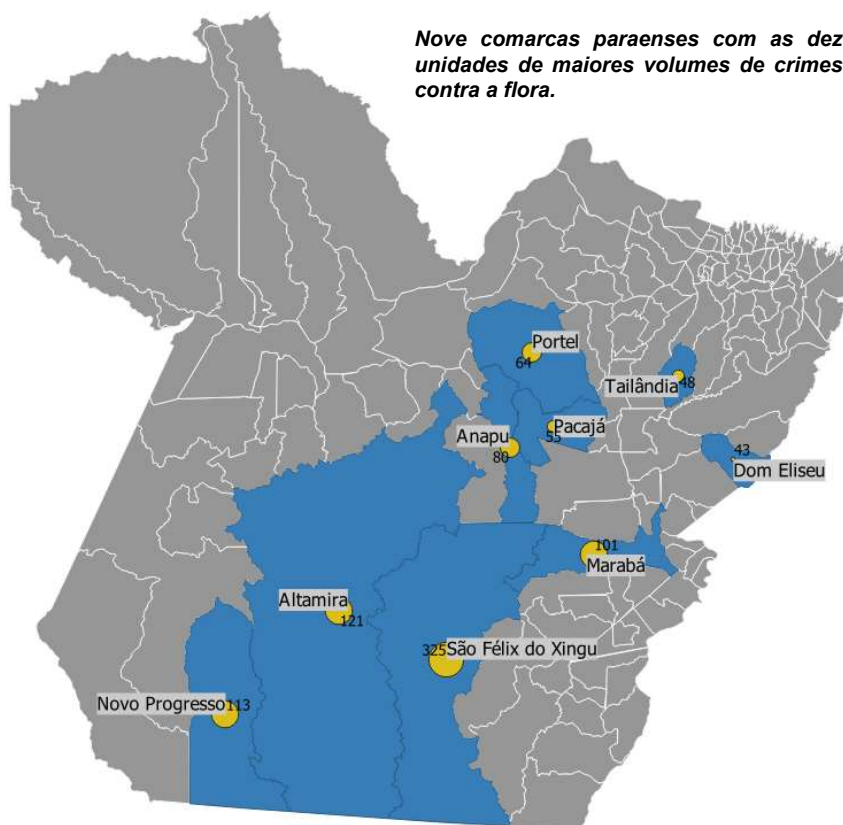 Nove comarcas paraenses com as dez
unidades de maiores volumes de crimes
contra a flora.
Portel
64
Tailândia
48
Pacajá
55
Anapu
80
43
Dom Eliseu
101
Marabá
Altamira
121
325 São Félix do Xingu
Novo Progresso 113